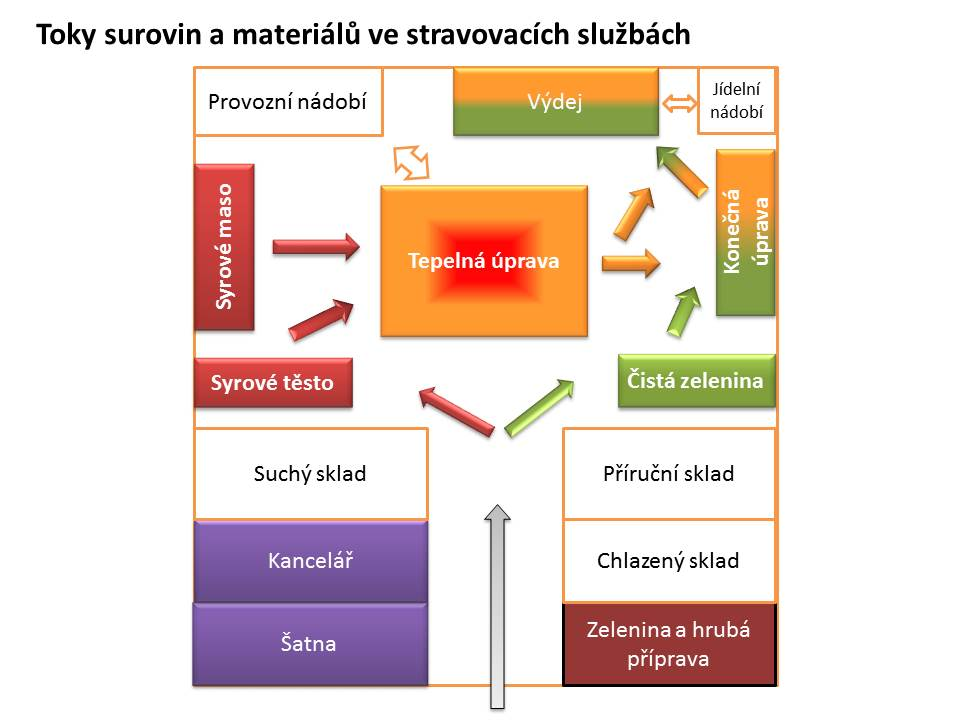 Toky surovin a materiálů ve stravovacích službách
Provozní nádobí
Výdej
Jídelní
nádobí
Syrové maso
Tepelná úprava
Konečná
úprava
Syrové těsto
Čistá zelenina
Suchý sklad
Příruční sklad
Kancelář
Chlazený sklad
Šatna
Zelenina a hrubá
příprava